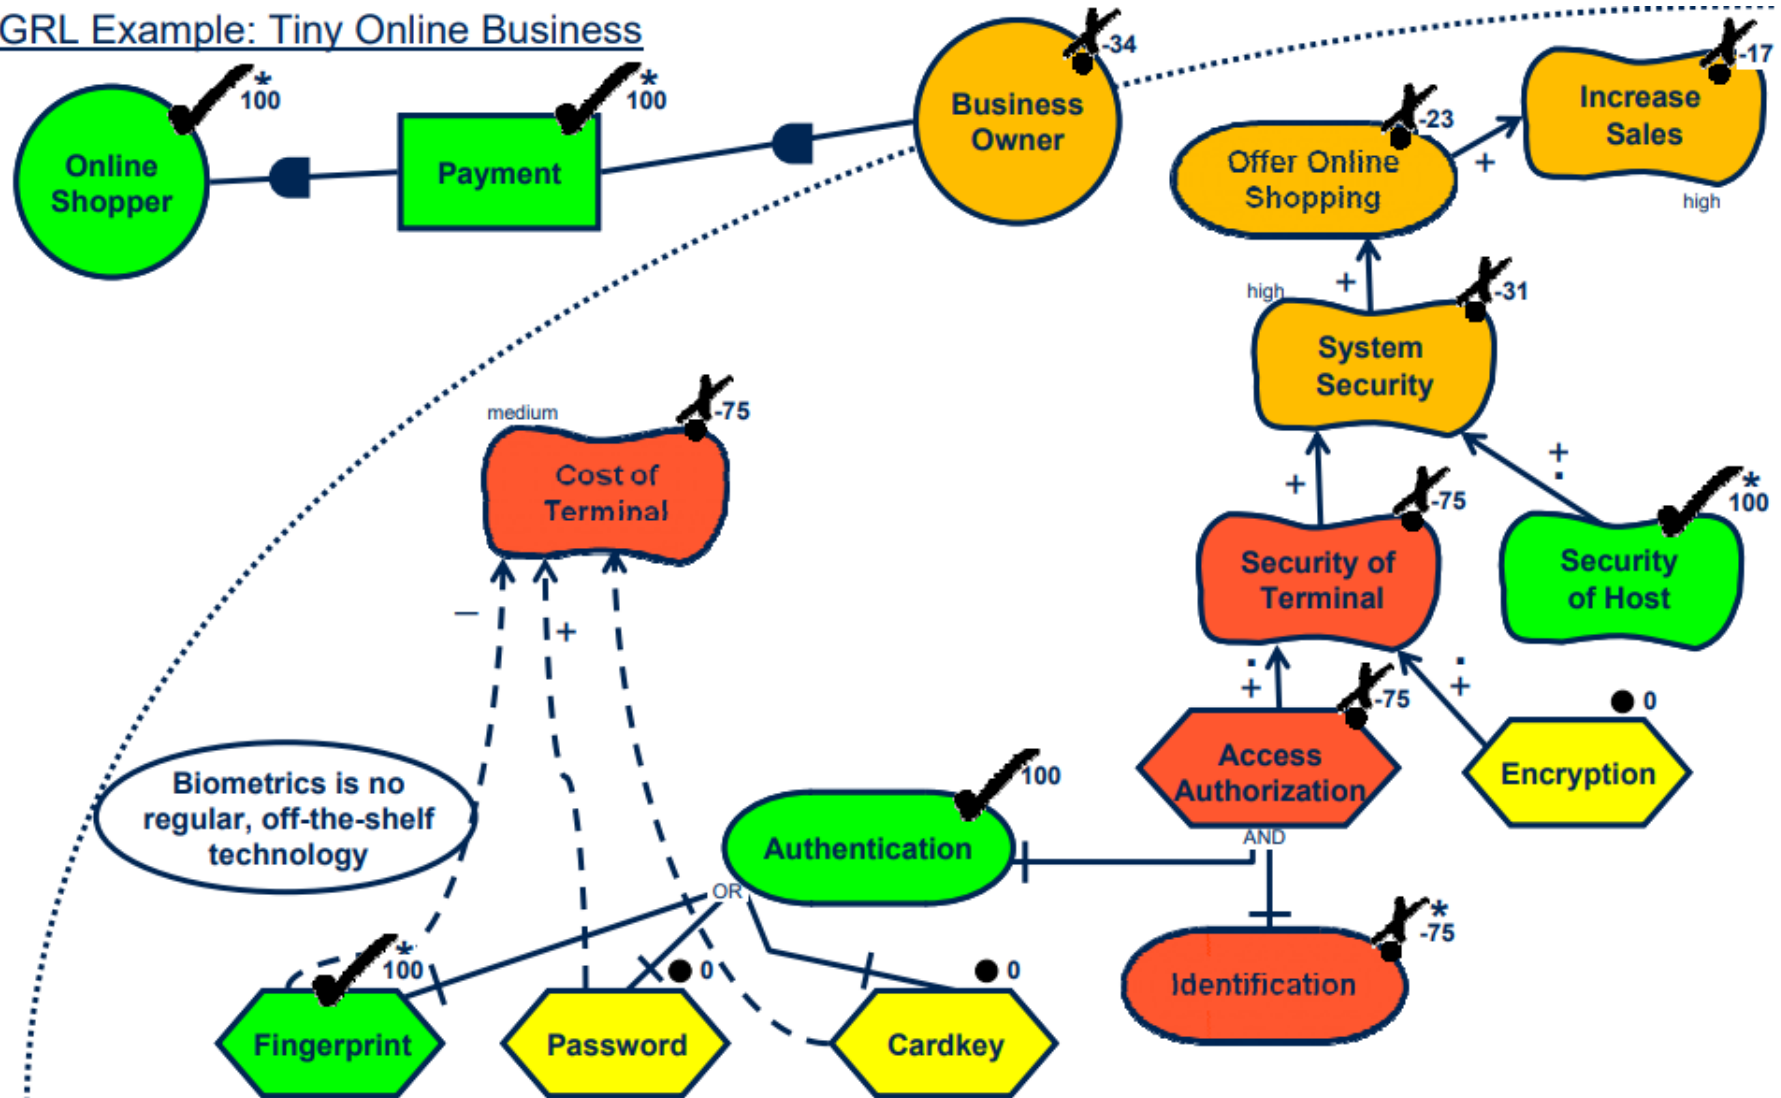 GRL Example: Tiny Online Business
*
100
Online
Shopper
*
100
Payment
-34
Business
Owner
-23
Offer Online
Shopping
+
-17
Increase
Sales
high
+
high
-31
System
Security
medium
-75
Cost of
Terminal
+
+
-75
Security of
Terminal
*
100
Security
of Host
–
+
+
+
-75
Access
Authorization
0
Encryption
AND
Biometrics is no
regular, off-the-shelf
technology
100
Authentication
OR
*
100
Fingerprint
0
Password
0
Cardkey
*
-75
Identification